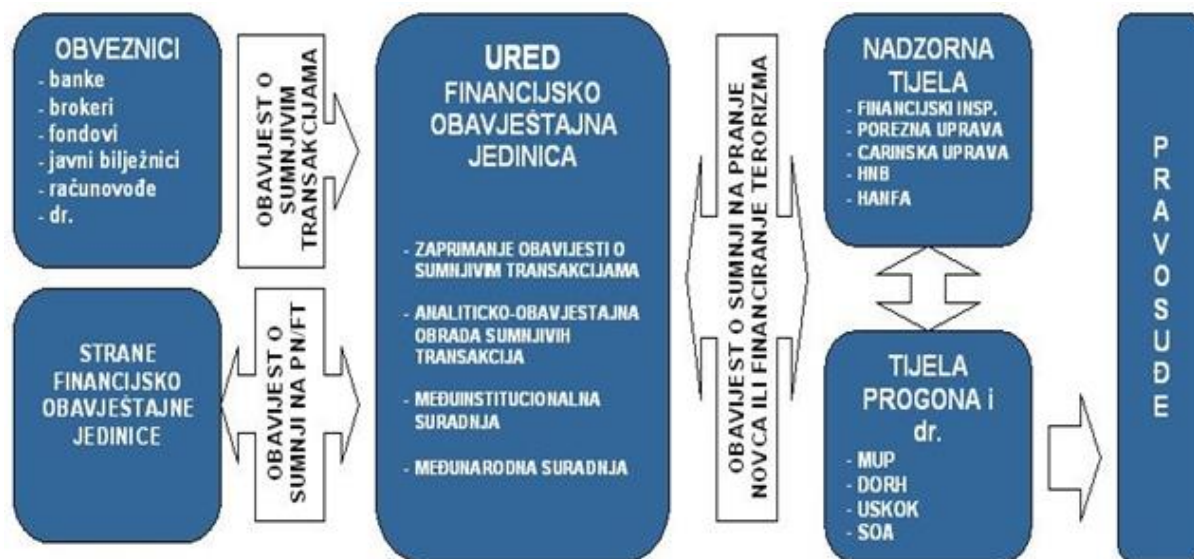 OBVEZNICI
- banke
- brokeri
- fondovi
- javni bilježnici
- računovođe
- dr.
OBAVIJEST O
SUMNJIVIM
TRANSAKCIJAMA
STRANE
FINANCIJSKO
OBAVJEŠTAJNE
JEDINICE
OBAVIJEST O
SUMNJI NA PN/FT
URED
FINANCIJSKO
OBAVJEŠTAJNA
JEDINICA
- ZAPRIMANJE OBAVIJESTI O
SUMNJIVIM TRANSAKCIJAMA
- ANALITICKO-OBAVJESTAJNA
OBRADA SUMNJIVIH
TRANSAKCIJA
- MEĐUINSTITUCIONALNA
SURADNJA
- MEĐUNARODNA SURADNJA
OBAVIJEST O SUMNJI NA PRANJE
NOVCA ILI FINANCIRANJE TERORIZMA
NADZORNA
TIJELA
- FINANCIJSKI INSP.
- POREZNA UPRAVA
- CARINSKA UPRAVA
- HNB
- HANFA
TIJELA
PROGONA i
dr.
- MUP
- DORH
- USKOK
- SOA
PRAVOSUĐE